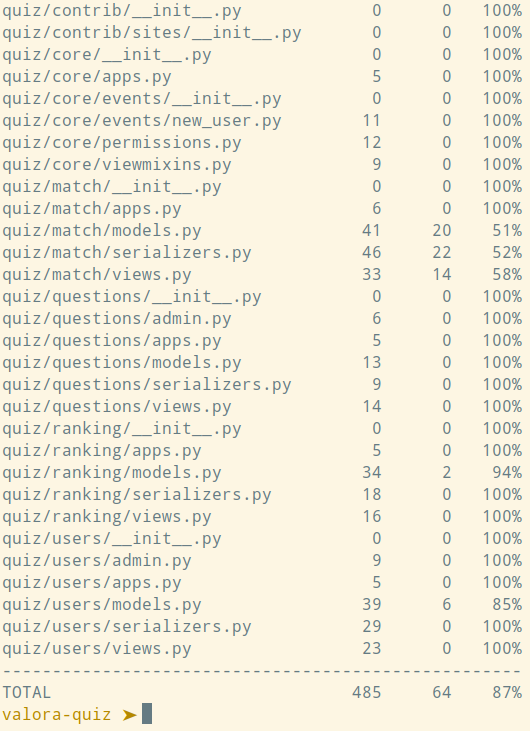 quiz/contrib/__init__.py 0 0 100%
quiz/contrib/sites/__init__.py 0 0 100%
quiz/core/__init__.py 0 0 100%
quiz/core/apps.py 5 0 100%
quiz/core/events/__init__.py 0 0 100%
quiz/core/events/new_user.py 11 0 100%
quiz/core/permissions.py 12 0 100%
quiz/core/viewmixins.py 9 0 100%
quiz/match/__init__.py 0 0 100%
quiz/match/apps.py 6 0 100%
quiz/match/models.py 41 20 51%
quiz/match/serializers.py 46 22 52%
quiz/match/views.py 33 14 58%
quiz/questions/__init__.py 0 0 100%
quiz/questions/admin.py 6 0 100%
quiz/questions/apps.py 5 0 100%
quiz/questions/models.py 13 0 100%
quiz/questions/serializers.py 9 0 100%
quiz/questions/views.py 14 0 100%
quiz/ranking/__init__.py 0 0 100%
quiz/ranking/apps.py 5 0 100%
quiz/ranking/models.py 34 2 94%
quiz/ranking/serializers.py 18 0 100%
quiz/ranking/views.py 16 0 100%
quiz/users/__init__.py 0 0 100%
quiz/users/admin.py 9 0 100%
quiz/users/apps.py 5 0 100%
quiz/users/models.py 39 6 85%
quiz/users/serializers.py 29 0 100%
quiz/users/views.py 23 0 100%
----------------------------------------------------
TOTAL 485 64 87%
valora-quiz ➤